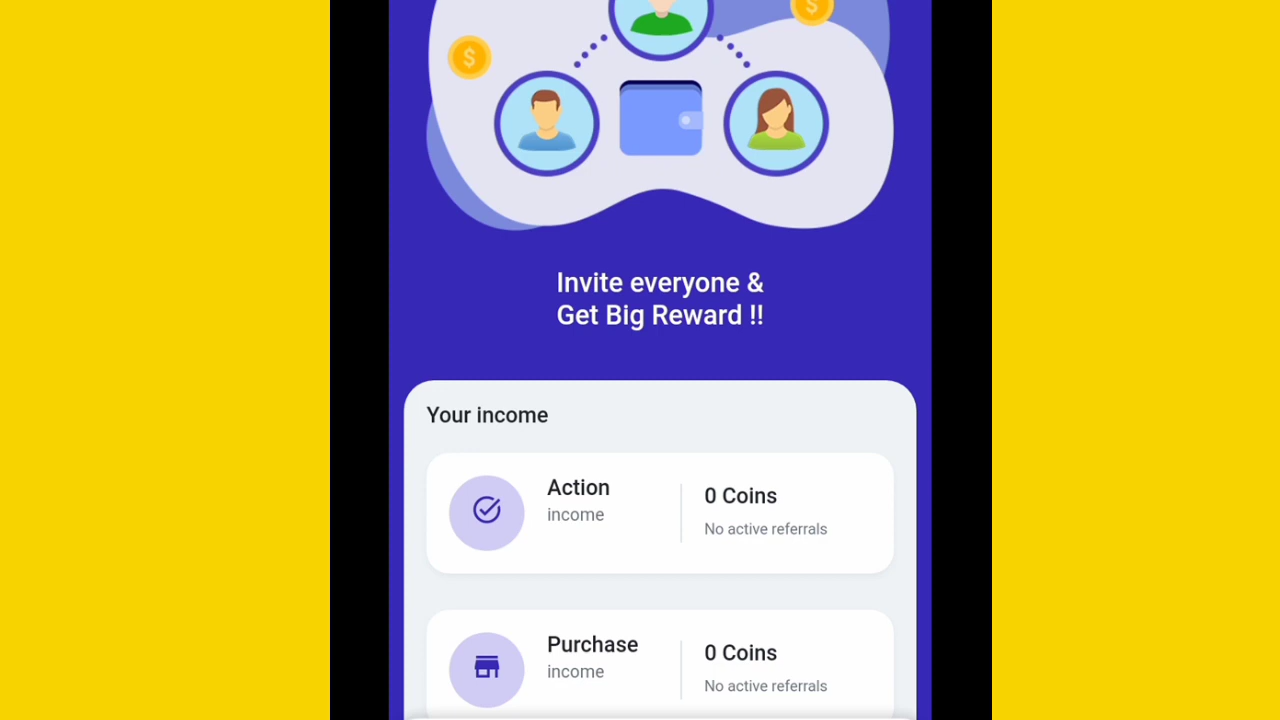 $
$
Invite everyone &
Get Big Reward !!
Your income
Action
income
0 Coins
No active referrals
Purchase
income
0 Coins
No active referrals